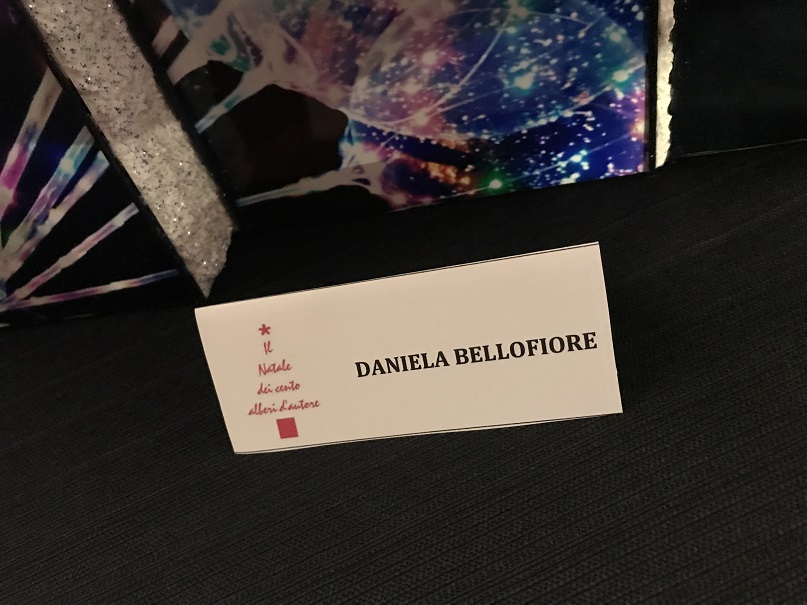 *
Il
Natale
dei cento
alberi d'autore
DANIELA BELLOFIORE